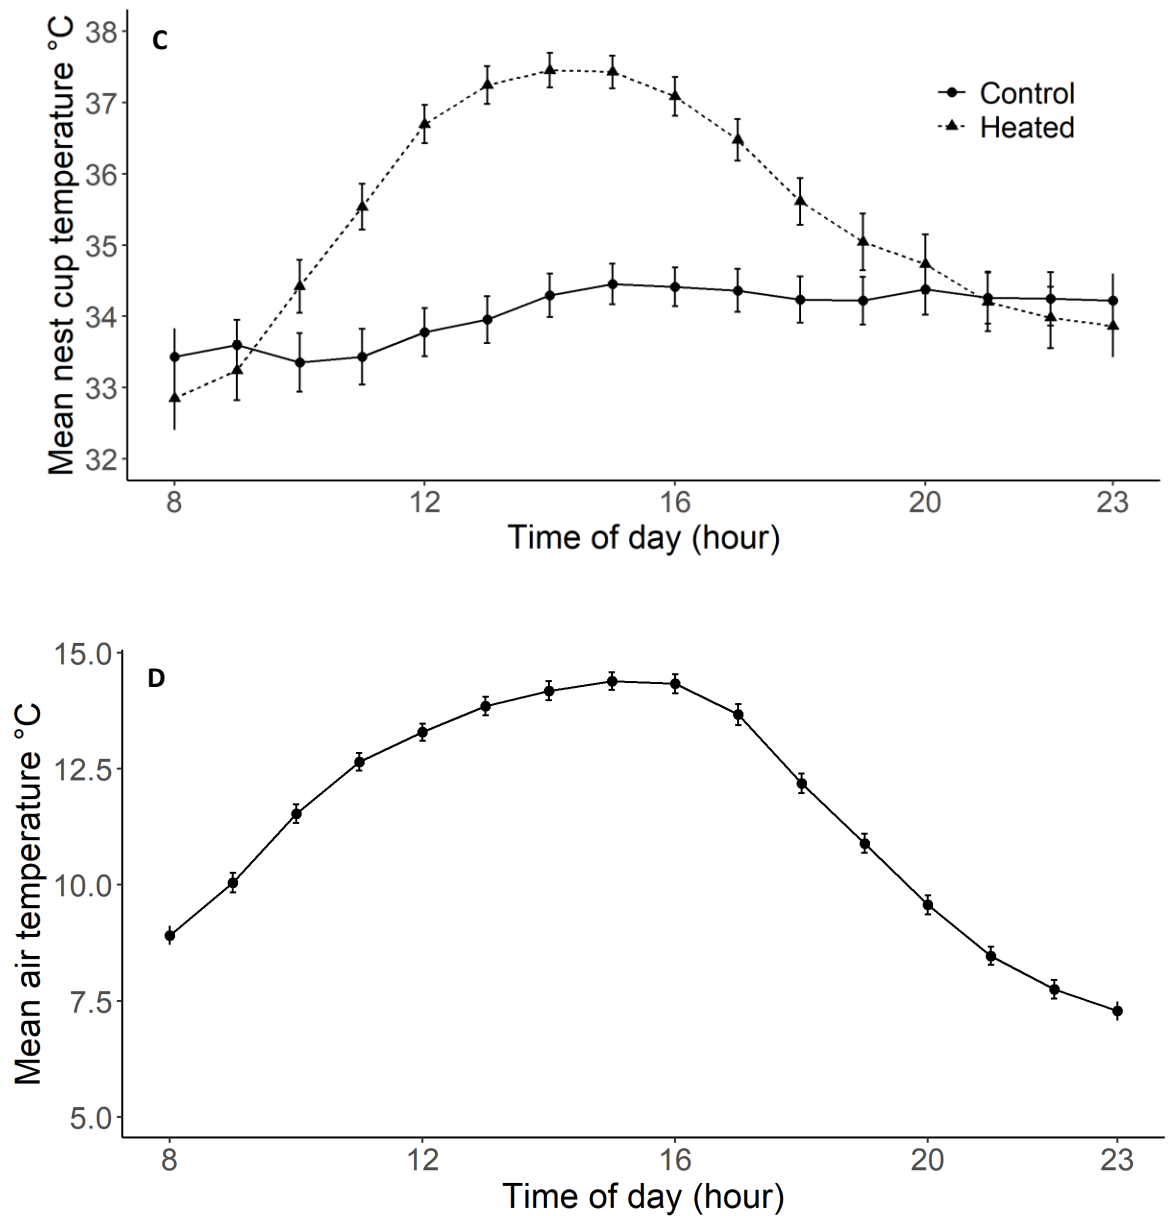 C
Mean nest cup temperature °C
38
37
36
35
34
33
32
Control
Heated
8 12 16 20 23
Time of day (hour)
D
Mean air temperature °C
15.0
12.5
10.0
7.5
5.0
8 12 16 20 23
Time of day (hour)